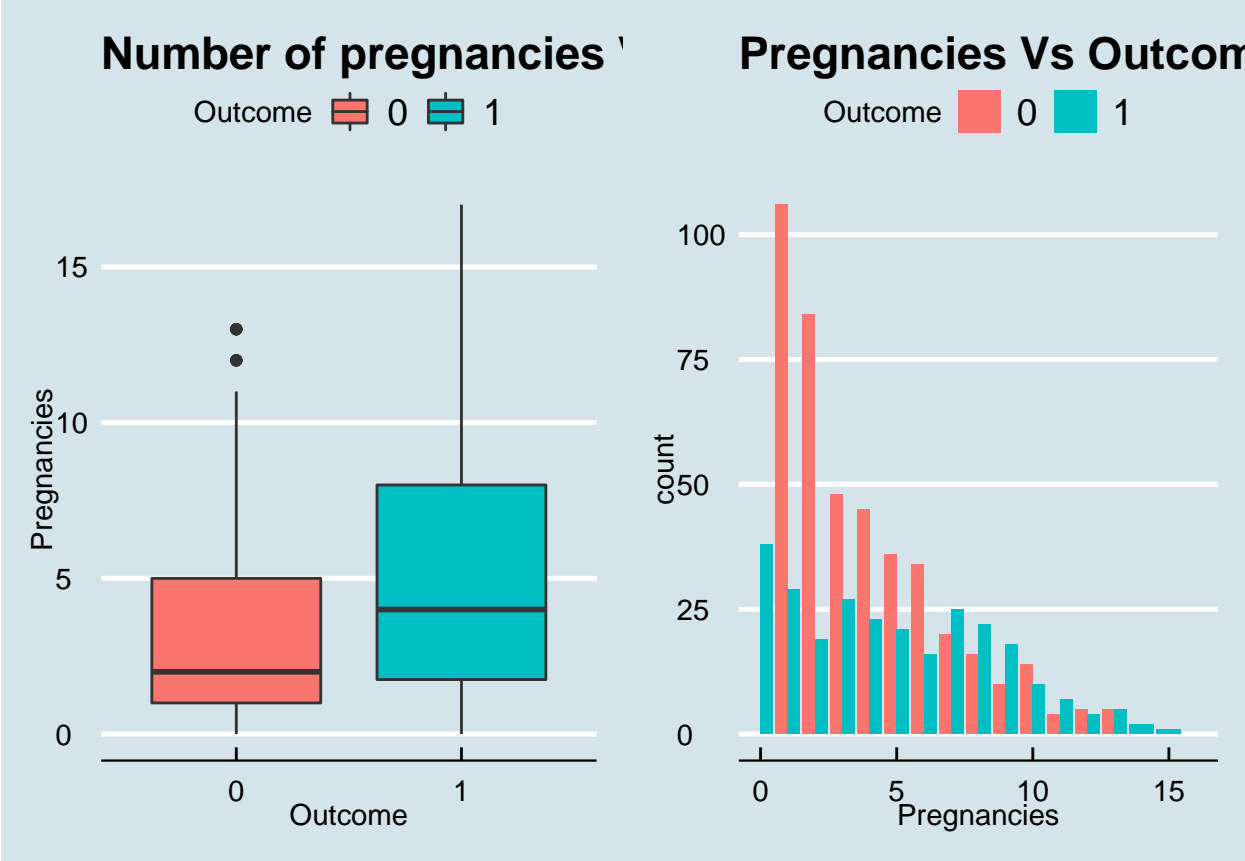 Number of pregnancies
Outcome 0 1
15
10
5
0
Pregnancies
0 1
Outcome
Pregnancies Vs Outcom
Outcome 0 1
100
75
50
25
0
count
0 5 10 15
Pregnancies